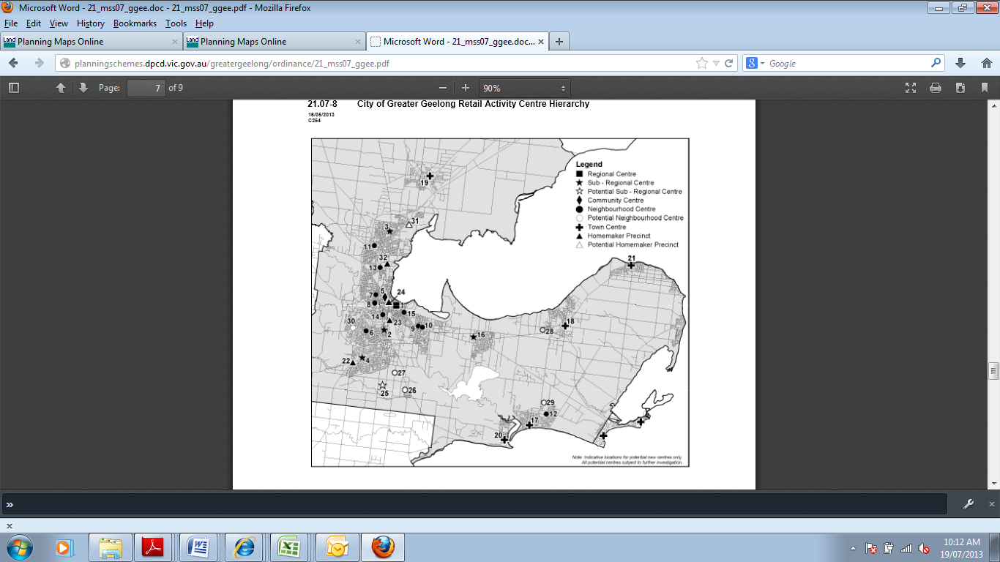 Microsoft Word - 21_mss07_ggee.doc - 21_mss07_ggee.pdf - Mozilla Firefox
File Edit View History Bookmarks Tools Help
Land Planning Maps Online
Land Planning Maps Online
Microsoft Word - 21_mss07_ggee.doc...
planningschemes.dpcd.vic.gov.au/greatergeelong/ordinance/21_mss07_ggee.pdf
Google
Page: 7 of 9
90%
21.07-8 City of Greater Geelong Retail Activity Centre Hierarchy
16/05/2013
C254
Legend
Regional Centre
Sub - Regional Centre
Potential Sub - Regional Centre
Community Centre
Neighbourhood Centre
Potential Neighbourhood Centre
Town Centre
Homemaker Precinct
Potential Homemaker Precinct
19
31
3
11
32
13
21
5
24
7
8
1
15
14
23
30
6
2
9
10
16
18
28
22
4
27
25
26
29
12
17
20
Note: Indicative locations for potential new centres only.
All potential centres subject to further investigation.
10:12 AM
19/07/2013